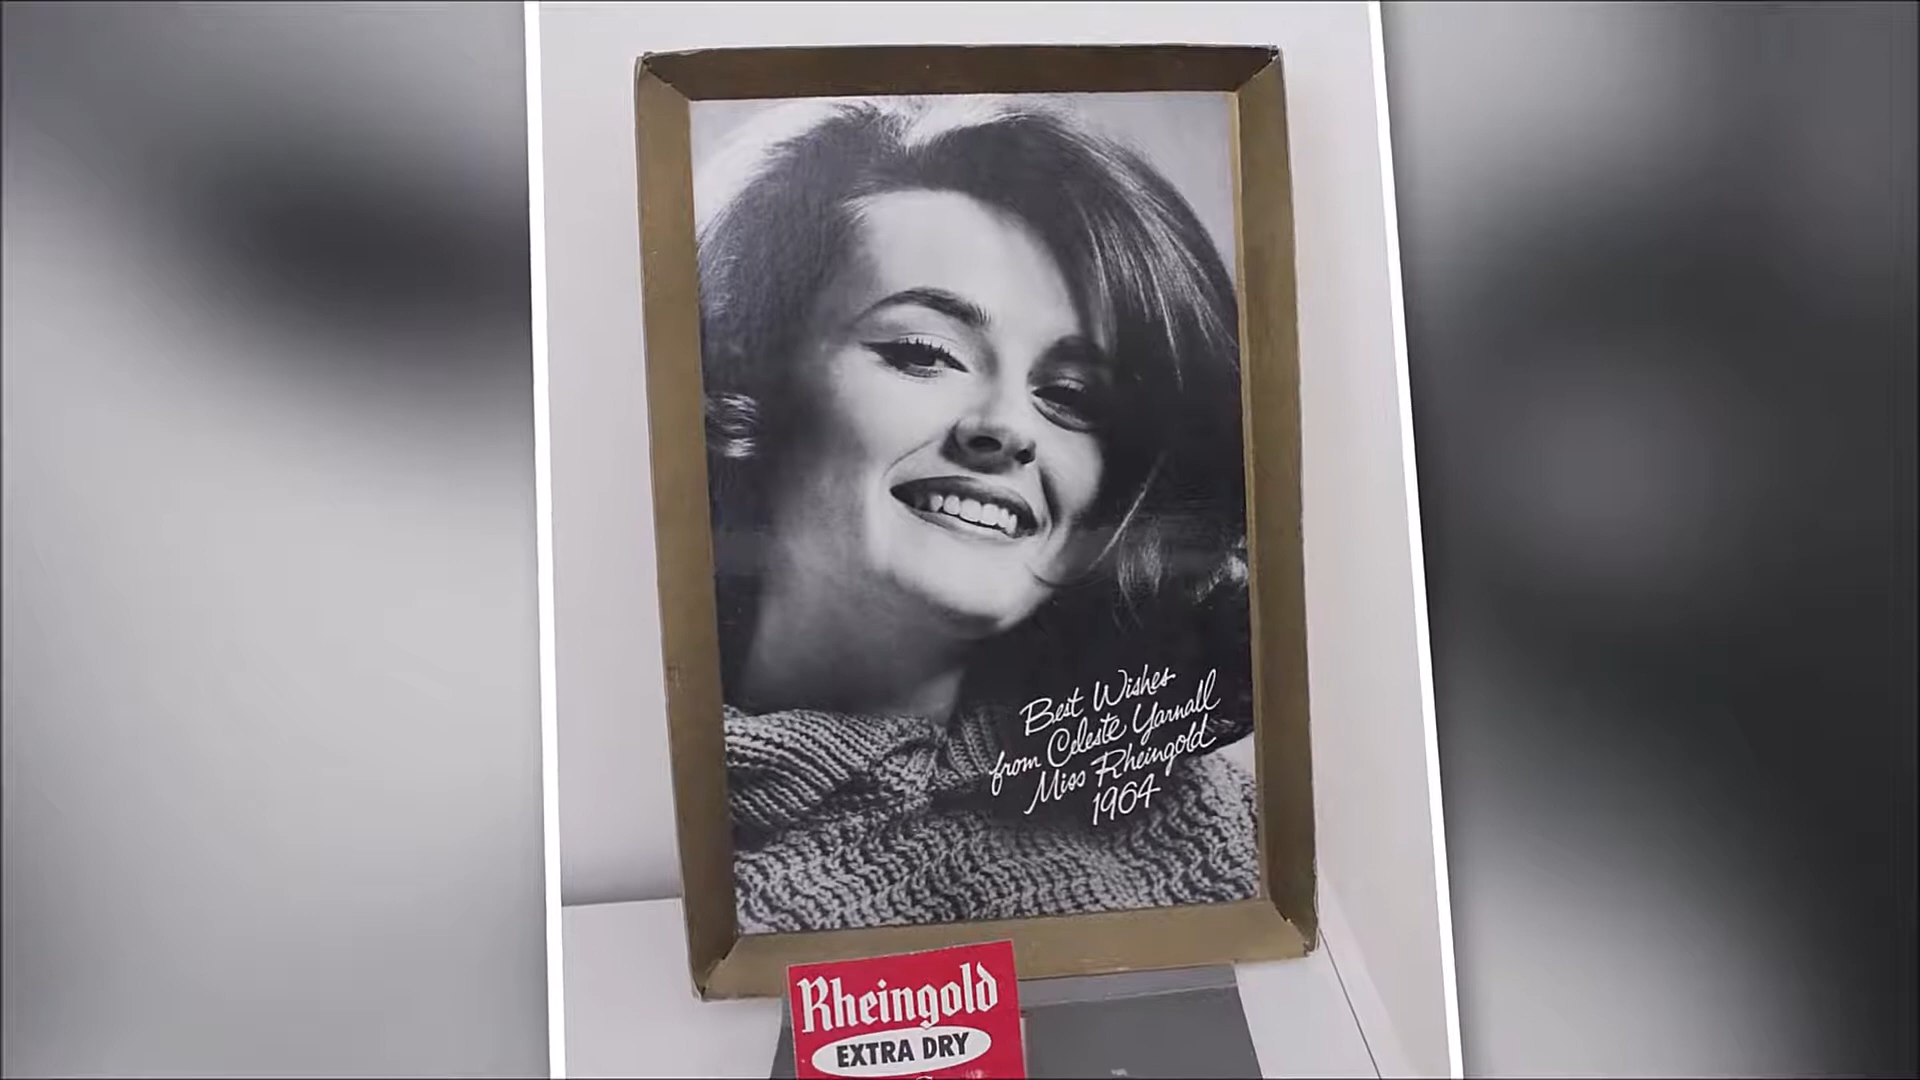 Best Wishes
from Celeste Yarnall
Miss Rheingold
1964
Rheingold
EXTRA DRY